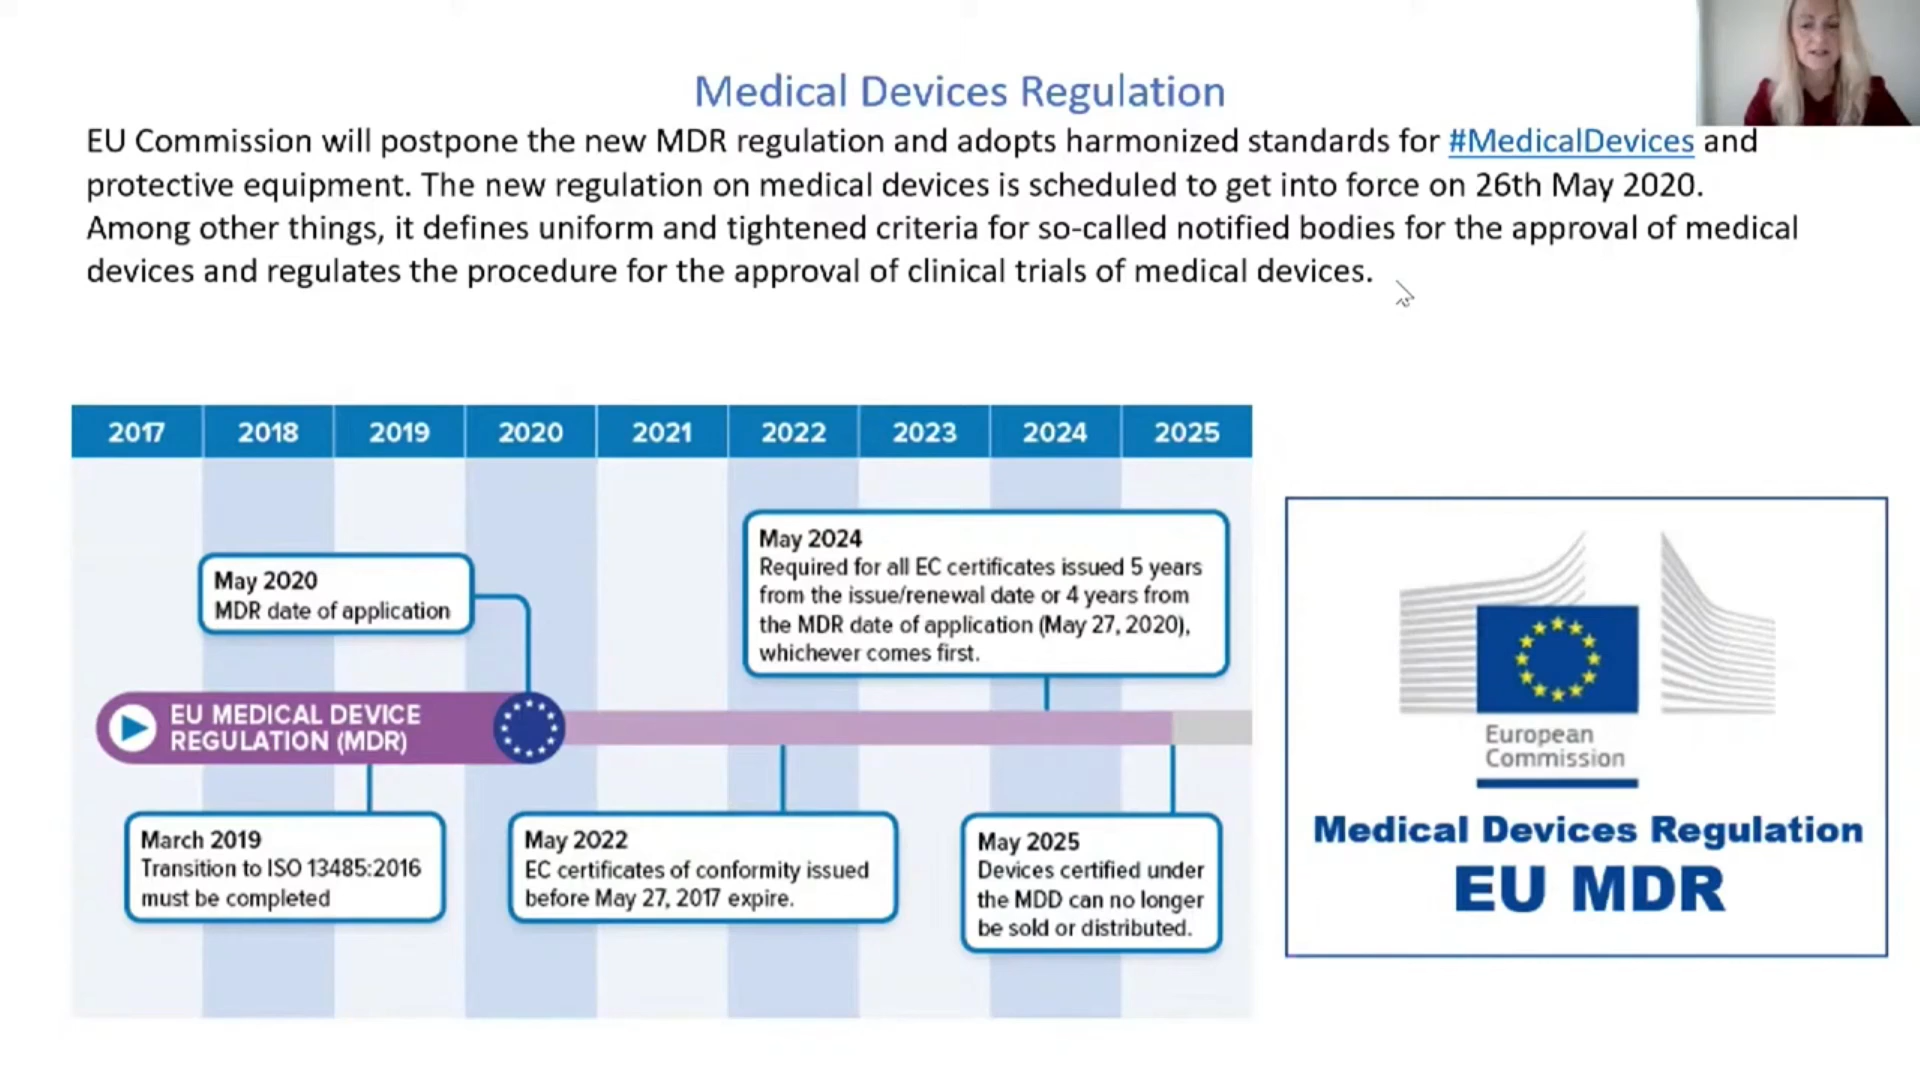 Medical Devices Regulation
EU Commission will postpone the new MDR regulation and adopts harmonized standards for #MedicalDevices and
protective equipment. The new regulation on medical devices is scheduled to get into force on 26th May 2020.
Among other things, it defines uniform and tightened criteria for so-called notified bodies for the approval of medical
devices and regulates the procedure for the approval of clinical trials of medical devices.
2017 2018 2019 2020 2021 2022 2023 2024 2025
May 2020
MDR date of application
May 2024
Required for all EC certificates issued 5 years
from the issue/renewal date or 4 years from
the MDR date of application (May 27, 2020),
whichever comes first.
EU MEDICAL DEVICE
REGULATION (MDR)
March 2019
Transition to ISO 13485:2016
must be completed
May 2022
EC certificates of conformity issued
before May 27, 2017 expire.
May 2025
Devices certified under
the MDD can no longer
be sold or distributed.
European
Commission
Medical Devices Regulation
EU MDR